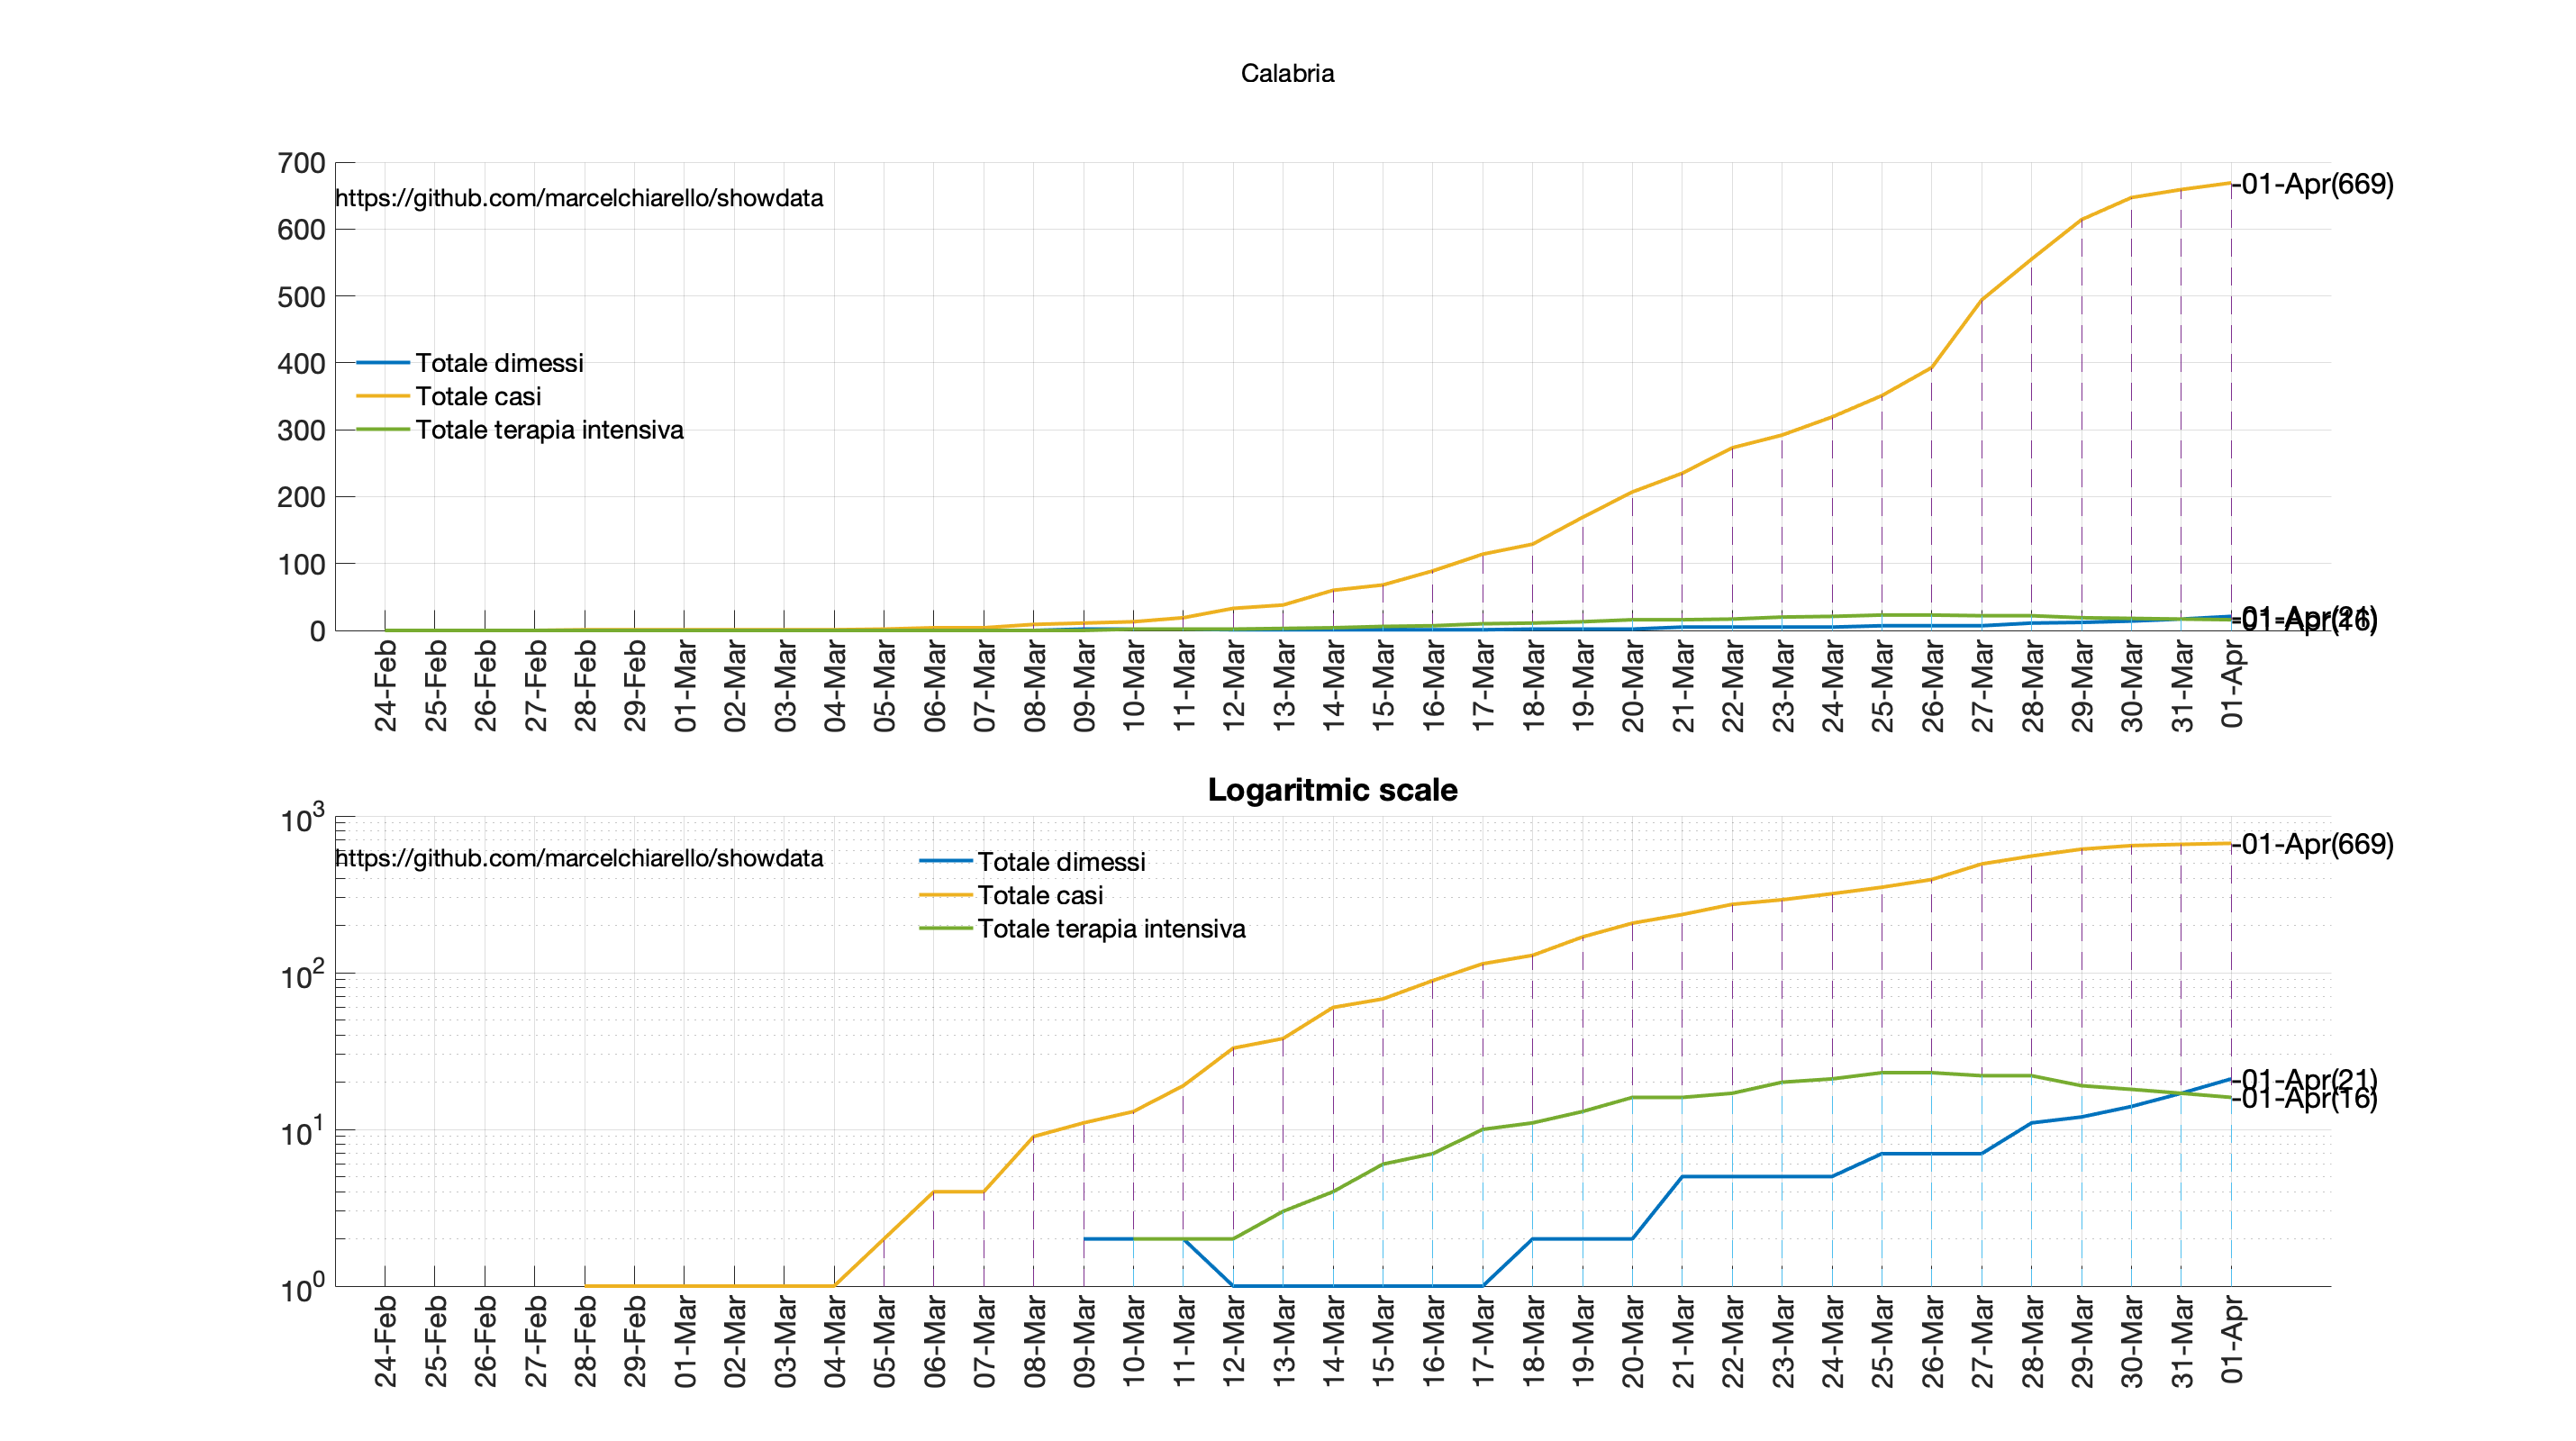 Calabria
700
https://github.com/marcelchiarello/showdata
600
500
400
300
200
100
0
Totale dimessi
Totale casi
Totale terapia intensiva
-01-Apr(669)
-01-Apr(21)
-01-Apr(16)
24-Feb
25-Feb
26-Feb
27-Feb
28-Feb
29-Feb
01-Mar
02-Mar
03-Mar
04-Mar
05-Mar
06-Mar
07-Mar
08-Mar
09-Mar
10-Mar
11-Mar
12-Mar
13-Mar
14-Mar
15-Mar
16-Mar
17-Mar
18-Mar
19-Mar
20-Mar
21-Mar
22-Mar
23-Mar
24-Mar
25-Mar
26-Mar
27-Mar
28-Mar
29-Mar
30-Mar
31-Mar
01-Apr
Logaritmic scale
10³
https://github.com/marcelchiarello/showdata
10²
10¹
10⁰
Totale dimessi
Totale casi
Totale terapia intensiva
-01-Apr(669)
-01-Apr(21)
-01-Apr(16)
24-Feb
25-Feb
26-Feb
27-Feb
28-Feb
29-Feb
01-Mar
02-Mar
03-Mar
04-Mar
05-Mar
06-Mar
07-Mar
08-Mar
09-Mar
10-Mar
11-Mar
12-Mar
13-Mar
14-Mar
15-Mar
16-Mar
17-Mar
18-Mar
19-Mar
20-Mar
21-Mar
22-Mar
23-Mar
24-Mar
25-Mar
26-Mar
27-Mar
28-Mar
29-Mar
30-Mar
31-Mar
01-Apr